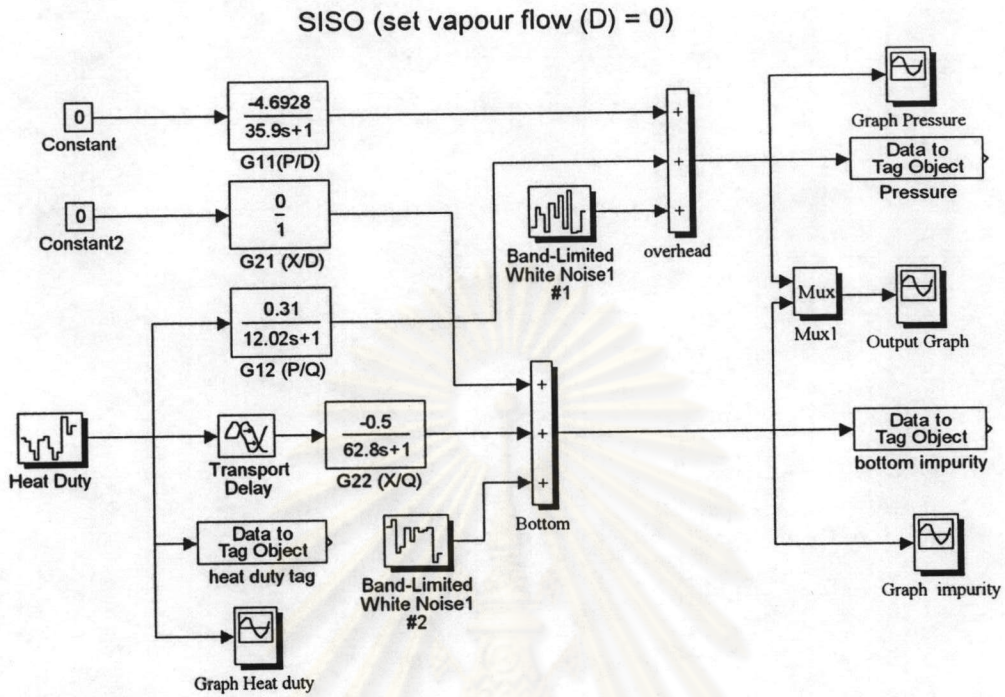 SISO (set vapour flow (D) = 0)
0
Constant
-4.6928
35.9s+1
G11(P/D)
0
Constant2
0
1
G21 (X/D)
0.31
12.02s+1
G12 (P/Q)
Heat Duty
Transport
Delay
-0.5
62.8s+1
G22 (X/Q)
Data to
Tag Object
heat duty tag
Graph Heat duty
Band-Limited
White Noise1
#2
Band-Limited
White Noise1
#1
+
+
+
overhead
+
+
+
Bottom
Graph Pressure
Data to
Tag Object
Pressure
Mux
Mux1
Output Graph
Data to
Tag Object
bottom impurity
Graph impurity